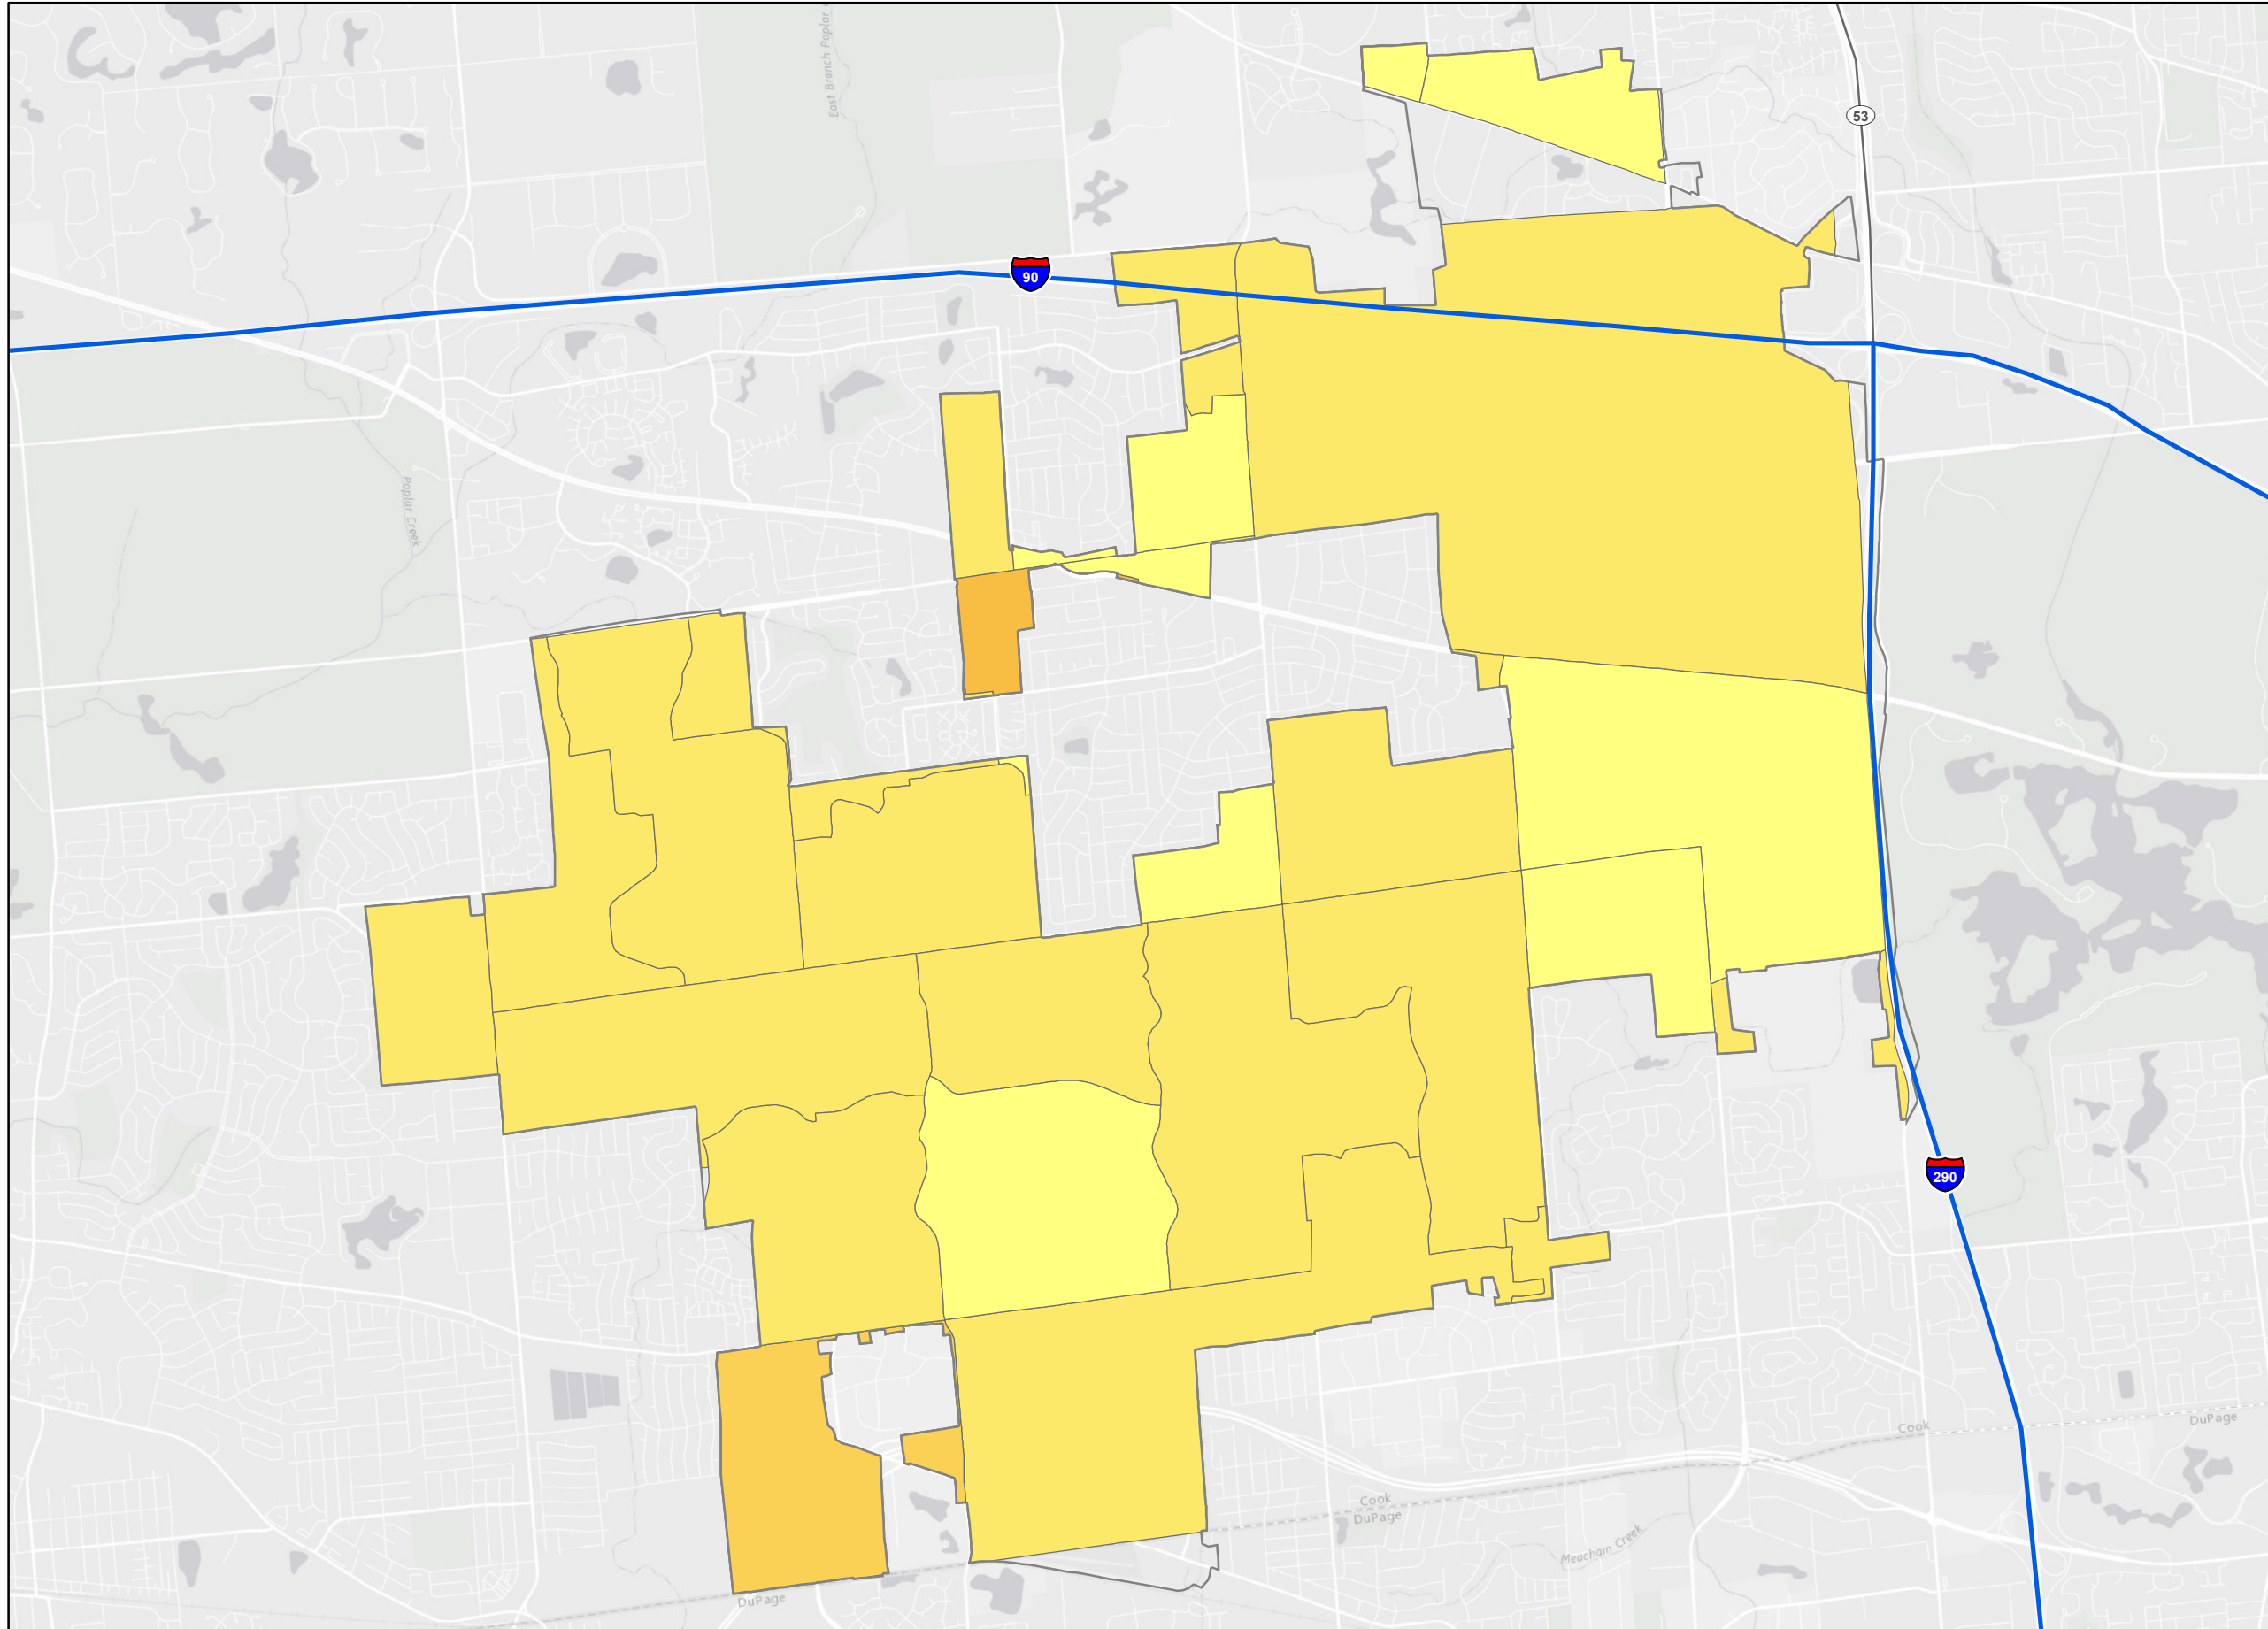 East Branch Poplar
53
90
Poplar Creek
290
Cook
DuPage
Cook
DuPage
Meacham Creek
DuPage